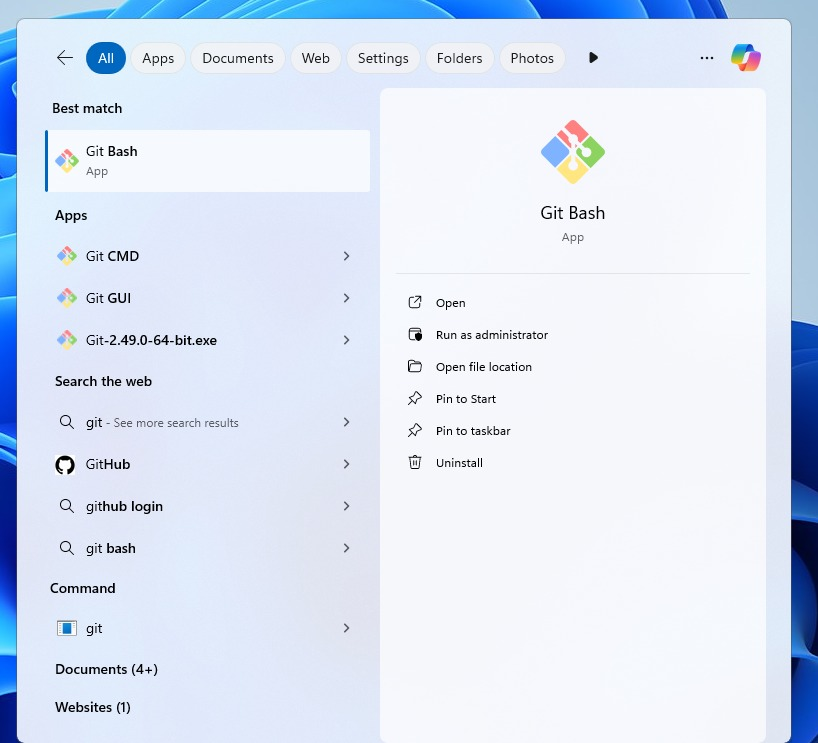 All Apps Documents Web Settings Folders Photos
Best match
Git Bash
App
Apps
Git CMD
Git GUI
Git-2.49.0-64-bit.exe
Search the web
git - See more search results
GitHub
github login
git bash
Command
git
Documents (4+)
Websites (1)
Git Bash
App
Open
Run as administrator
Open file location
Pin to Start
Pin to taskbar
Uninstall